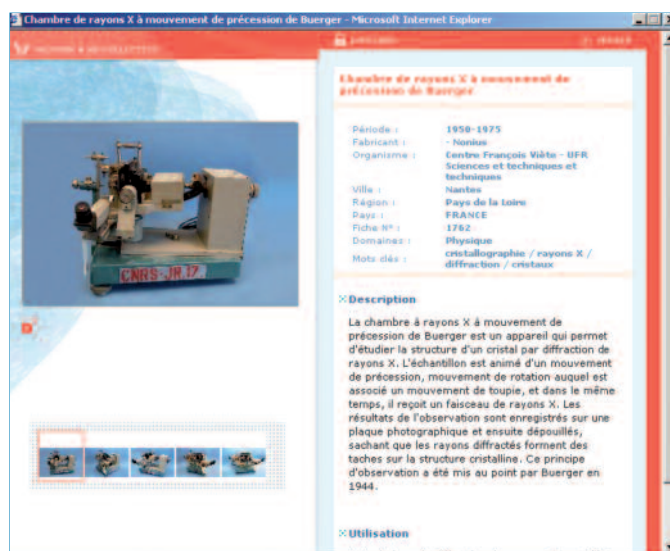 Chambre de rayons X à mouvement de précession de Buerger - Microsoft Internet Explorer
Chambre de rayons X à mouvement de
précession de Buerger
Période : 1950-1975
Fabricant : - Nonius
Organisme : Centre François Viète - UFR
Sciences et techniques et
techniques
Ville : Nantes
Région : Pays de la Loire
Pays : FRANCE
Fiche N° : 1762
Domaines : Physique
Mots clés : cristallographie / rayons X /
diffraction / cristaux
CNRS-JR.17
Description
La chambre à rayons X à mouvement de
précession de Buerger est un appareil qui permet
d'étudier la structure d'un cristal par diffraction de
rayons X. L'échantillon est animé d'un mouvement
de précession, mouvement de rotation auquel est
associé un mouvement de toupie, et dans le même
temps, il reçoit un faisceau de rayons X. Les
résultats de l'observation sont enregistrés sur une
plaque photographique et ensuite dépouillés,
sachant que les rayons diffractés forment des
taches sur la structure cristalline. Ce principe
d'observation a été mis au point par Buerger en
1944.
Utilisation